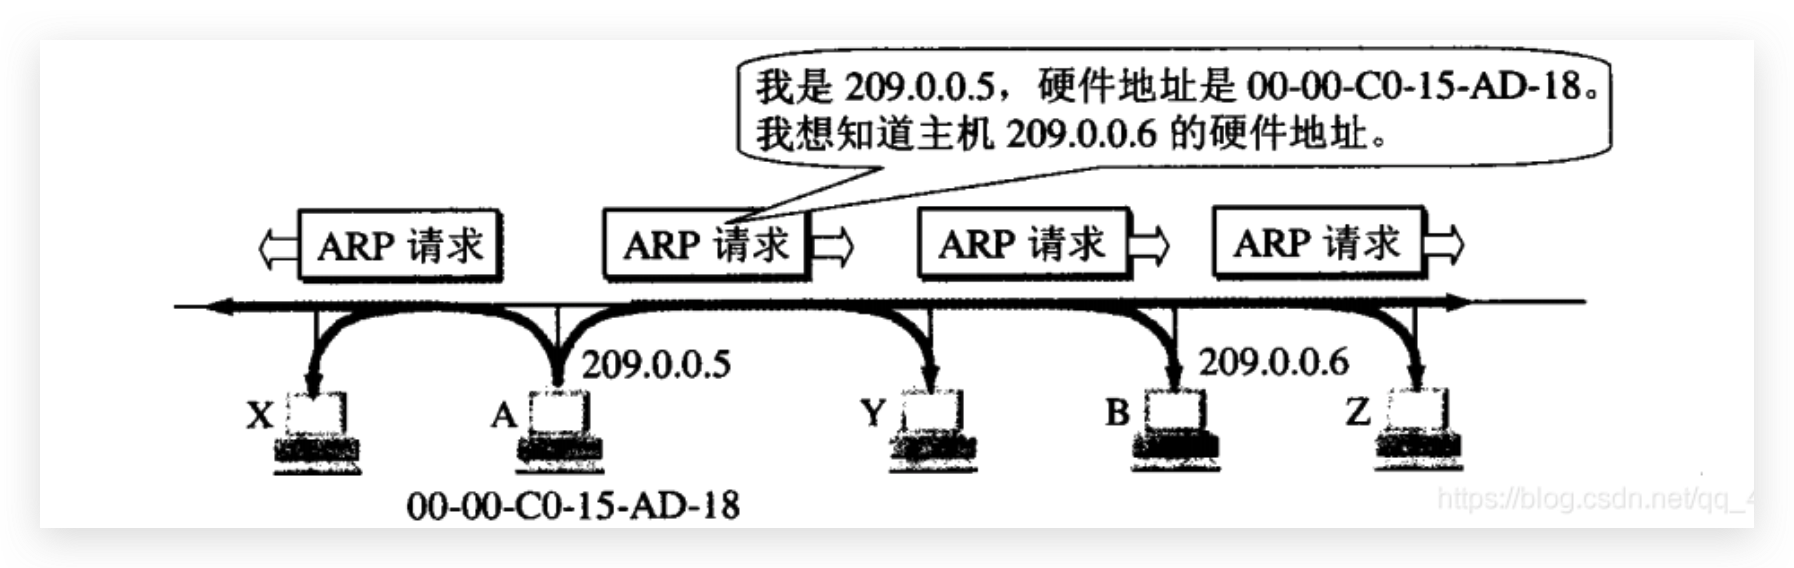 我是 209.0.0.5，硬件地址是 00-00-C0-15-AD-18。
我想知道主机 209.0.0.6 的硬件地址。
ARP 请求
ARP 请求
ARP 请求
ARP 请求
209.0.0.5
209.0.0.6
X
A
Y
B
Z
00-00-C0-15-AD-18
https://blog.csdn.net/qq_4